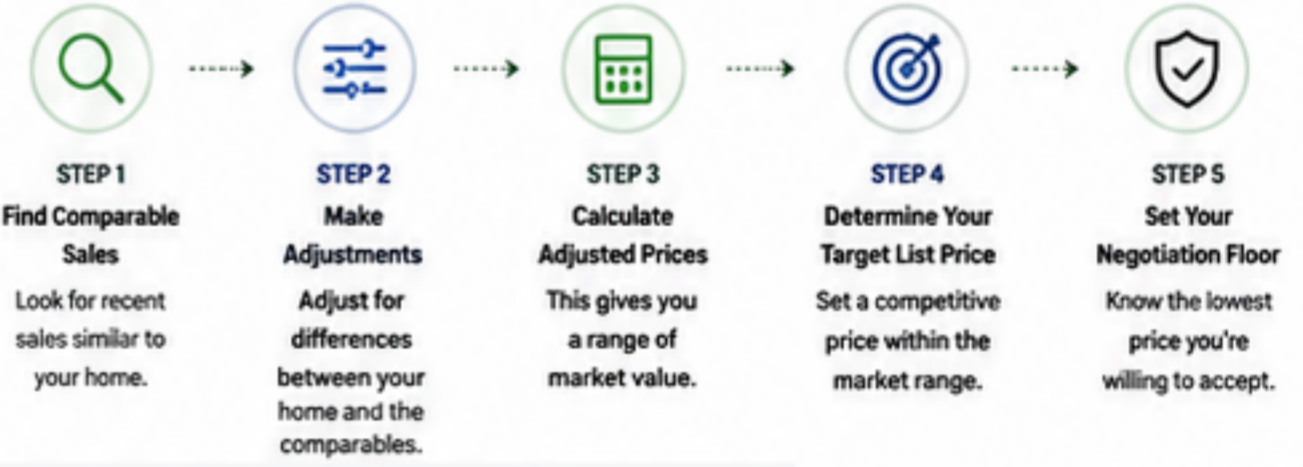 STEP 1
Find Comparable
Sales
Look for recent
sales similar to
your home.
STEP 2
Make
Adjustments
Adjust for
differences
between your
home and the
comparables.
STEP 3
Calculate
Adjusted Prices
This gives you
a range of
market value.
STEP 4
Determine Your
Target List Price
Set a competitive
price within the
market range.
STEP 5
Set Your
Negotiation Floor
Know the lowest
price you're
willing to accept.